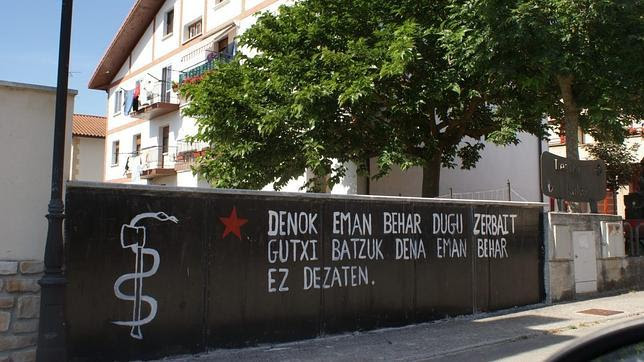 DENOK EMAN BEHAR DUGU ZERBAIT
GUTXI BATZUK DENA EMAN BEHAR
EZ DEZATEN.